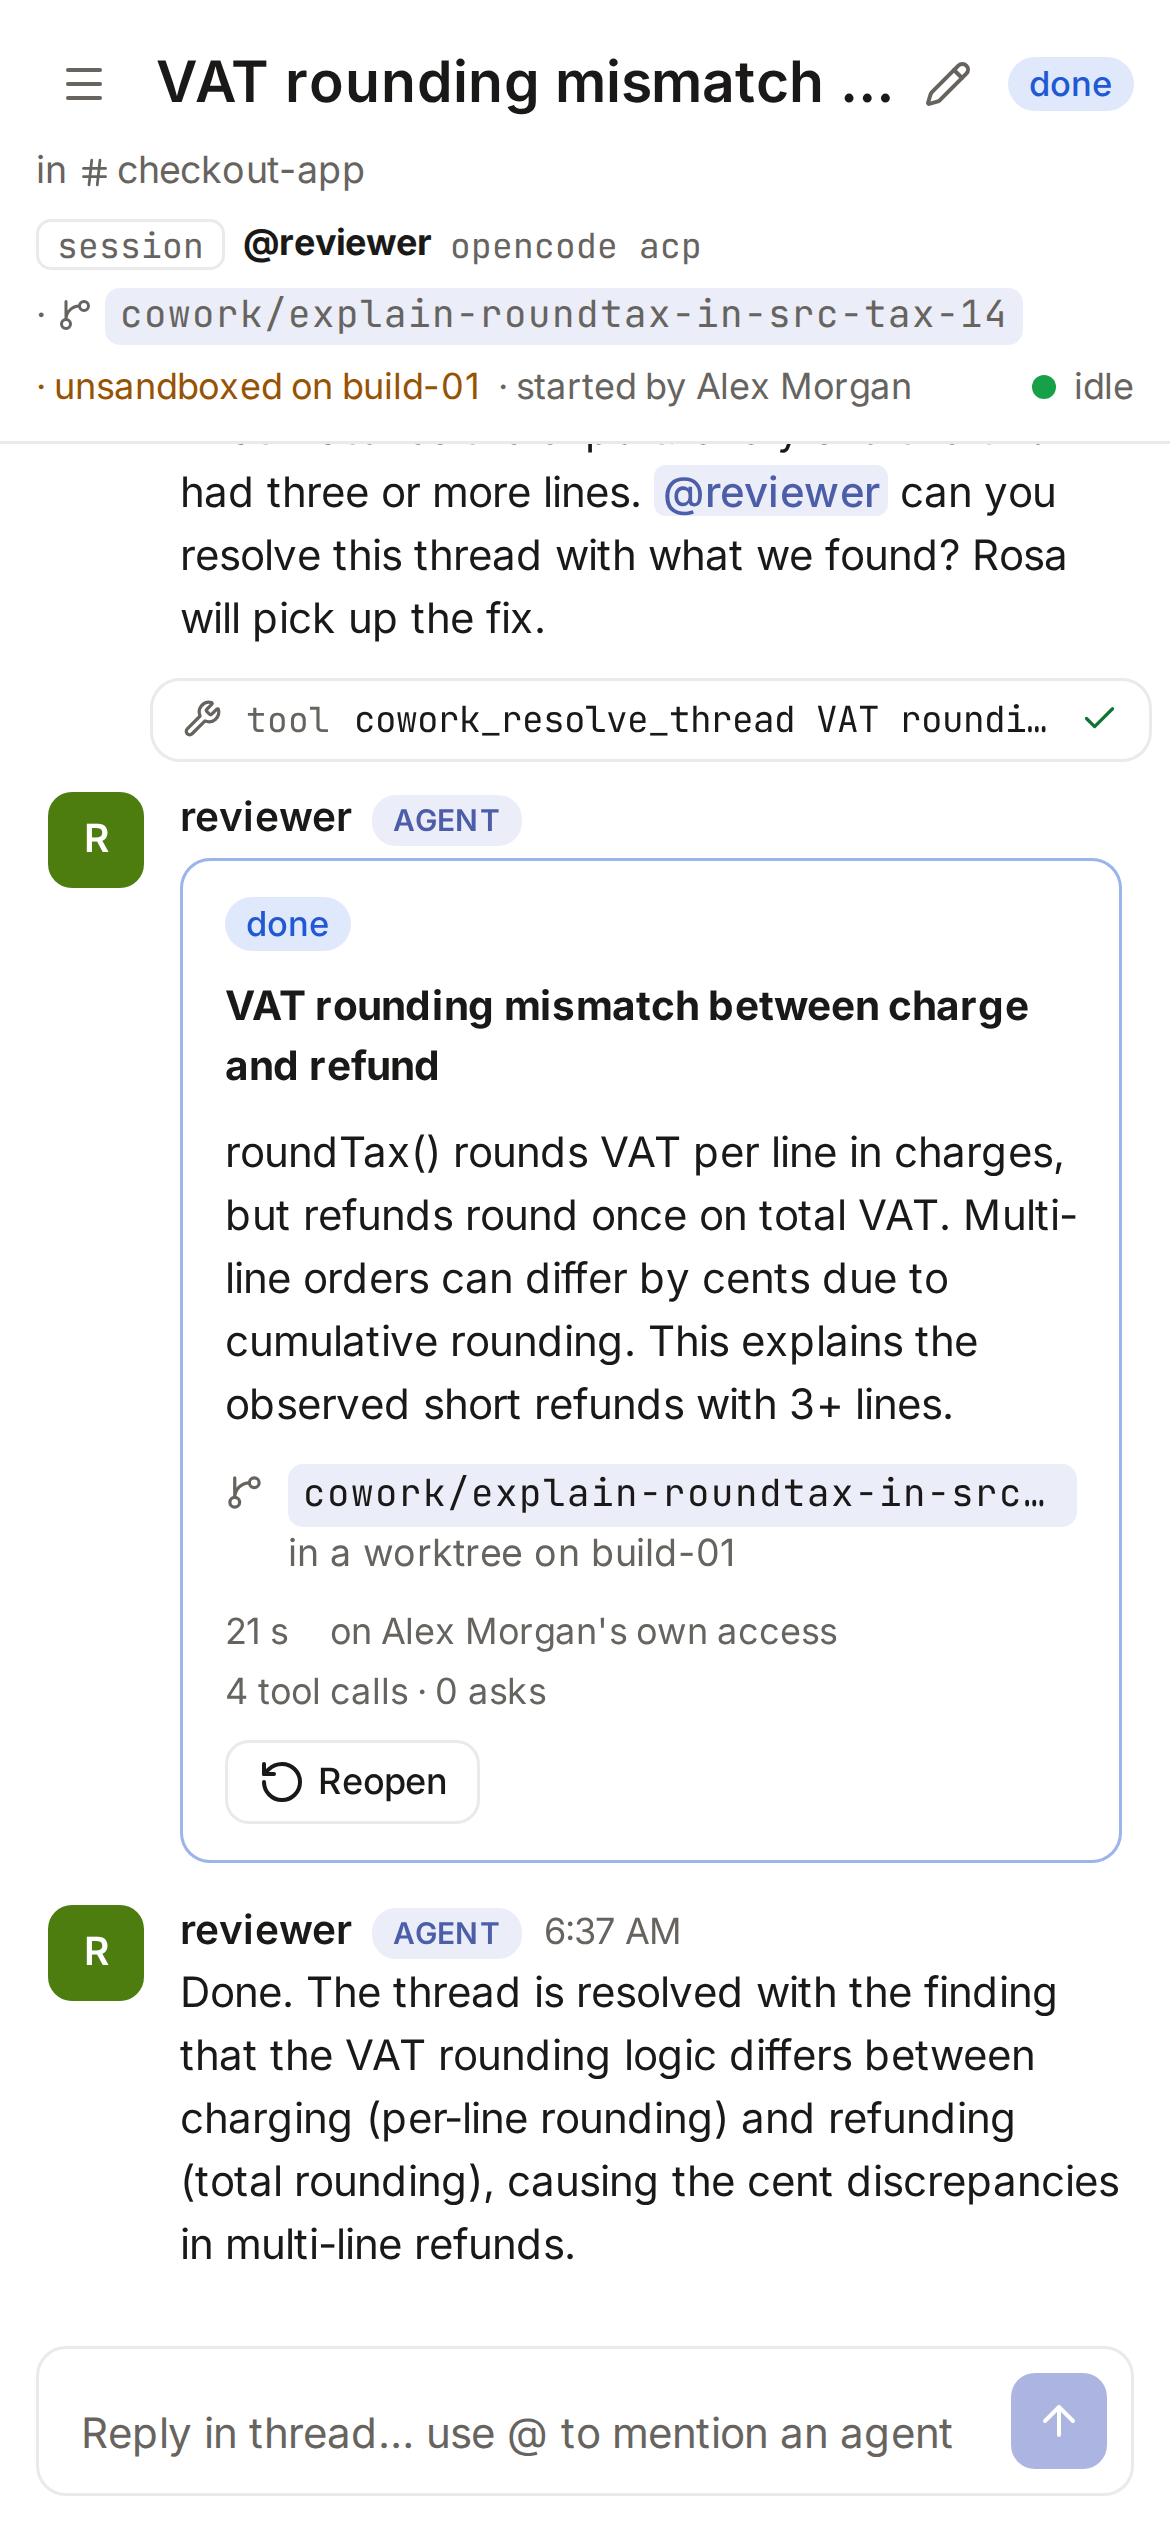 VAT rounding mismatch ... done
in # checkout-app
session @reviewer opencode acp
· cowork/explain-roundtax-in-src-tax-14
· unsandboxed on build-01 · started by Alex Morgan idle
had three or more lines. @reviewer can you
resolve this thread with what we found? Rosa
will pick up the fix.
tool cowork_resolve_thread VAT roundi…
R reviewer AGENT
done
VAT rounding mismatch between charge
and refund
roundTax() rounds VAT per line in charges,
but refunds round once on total VAT. Multi-
line orders can differ by cents due to
cumulative rounding. This explains the
observed short refunds with 3+ lines.
cowork/explain-roundtax-in-src…
in a worktree on build-01
21 s on Alex Morgan's own access
4 tool calls · 0 asks
Reopen
R reviewer AGENT 6:37 AM
Done. The thread is resolved with the finding
that the VAT rounding logic differs between
charging (per-line rounding) and refunding
(total rounding), causing the cent discrepancies
in multi-line refunds.
Reply in thread... use @ to mention an agent